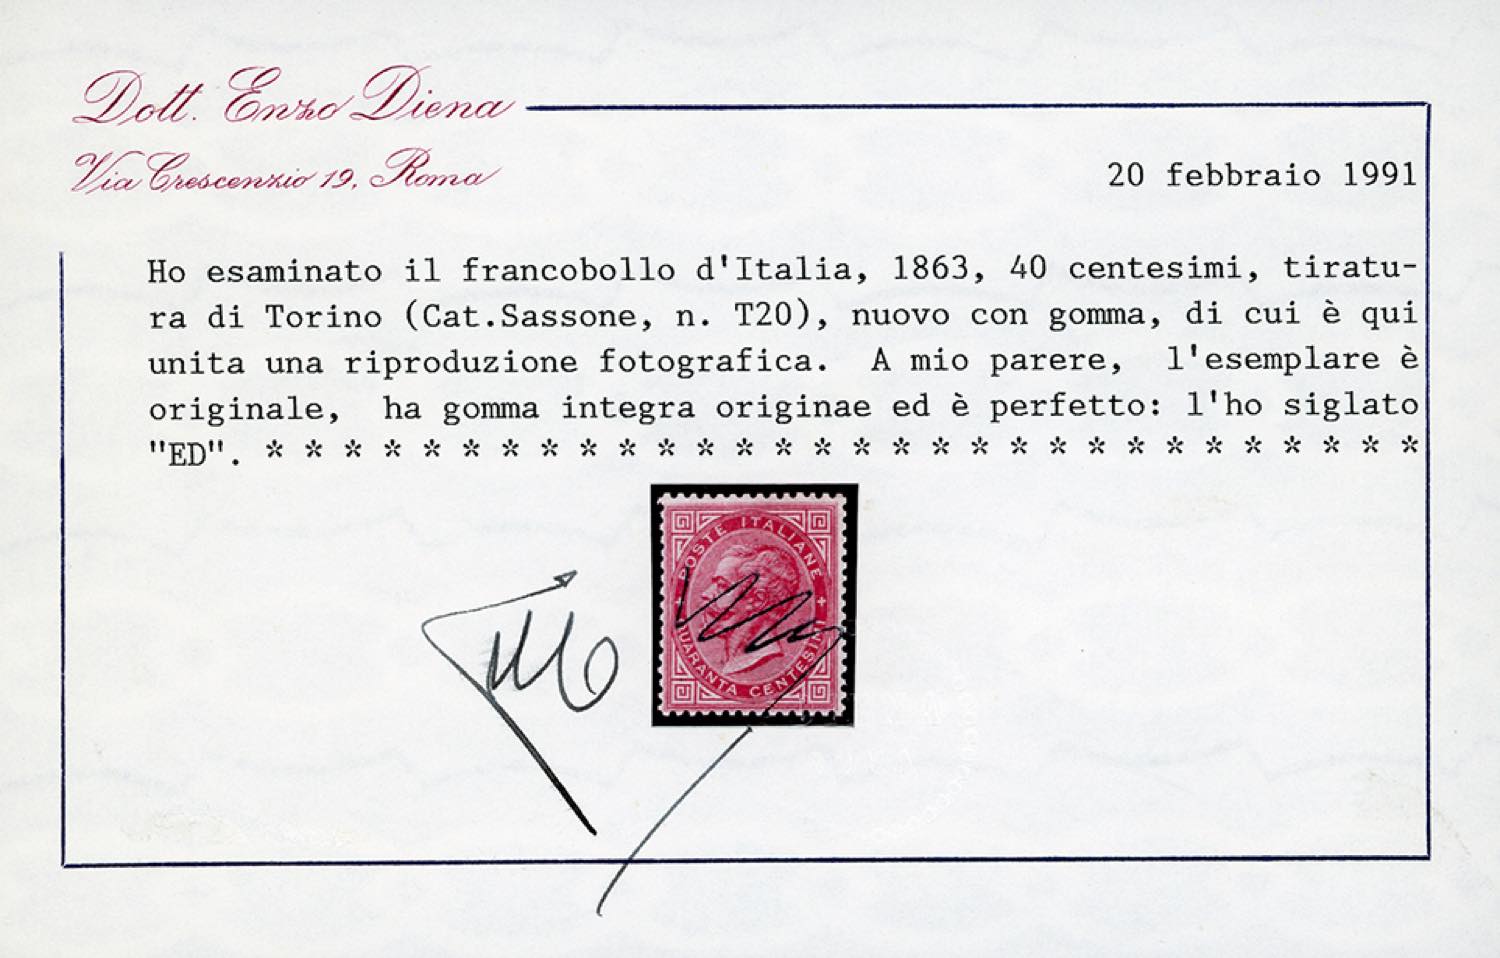 Dott. Enzo Diena
Via Crescenzio 19, Roma
20 febbraio 1991
Ho esaminato il francobollo d'Italia, 1863, 40 centesimi, tiratu-
ra di Torino (Cat.Sassone, n. T20), nuovo con gomma, di cui è qui
unita una riproduzione fotografica. A mio parere, l'esemplare è
originale, ha gomma integra originae ed è perfetto: l'ho siglato
"ED". * * * * * * * * * * * * * * * * * * * * * * * * * * * * * *
POSTE ITALIANE
QUARANTA CENTESIMI